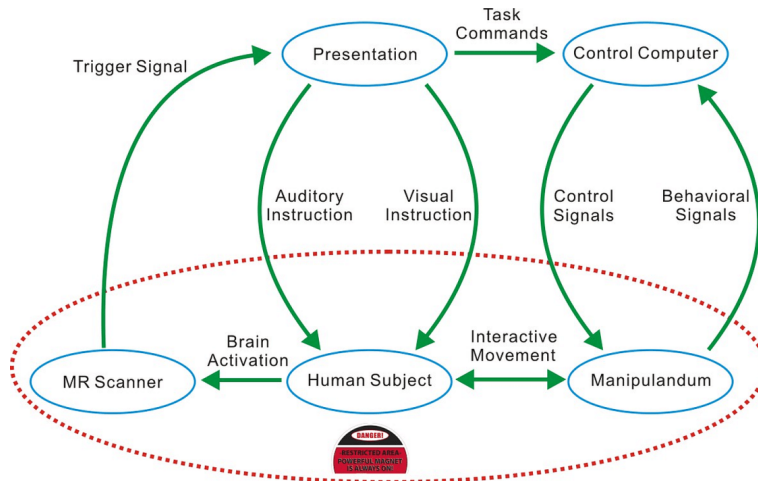 Task
Commands
Presentation
Control Computer
Trigger Signal
Auditory
Instruction
Visual
Instruction
Control
Signals
Behavioral
Signals
Brain
Activation
Interactive
Movement
MR Scanner
Human Subject
Manipulandum
DANGER!
RESTRICTED AREA-
POWERFUL MAGNET
IS ALWAYS ON.